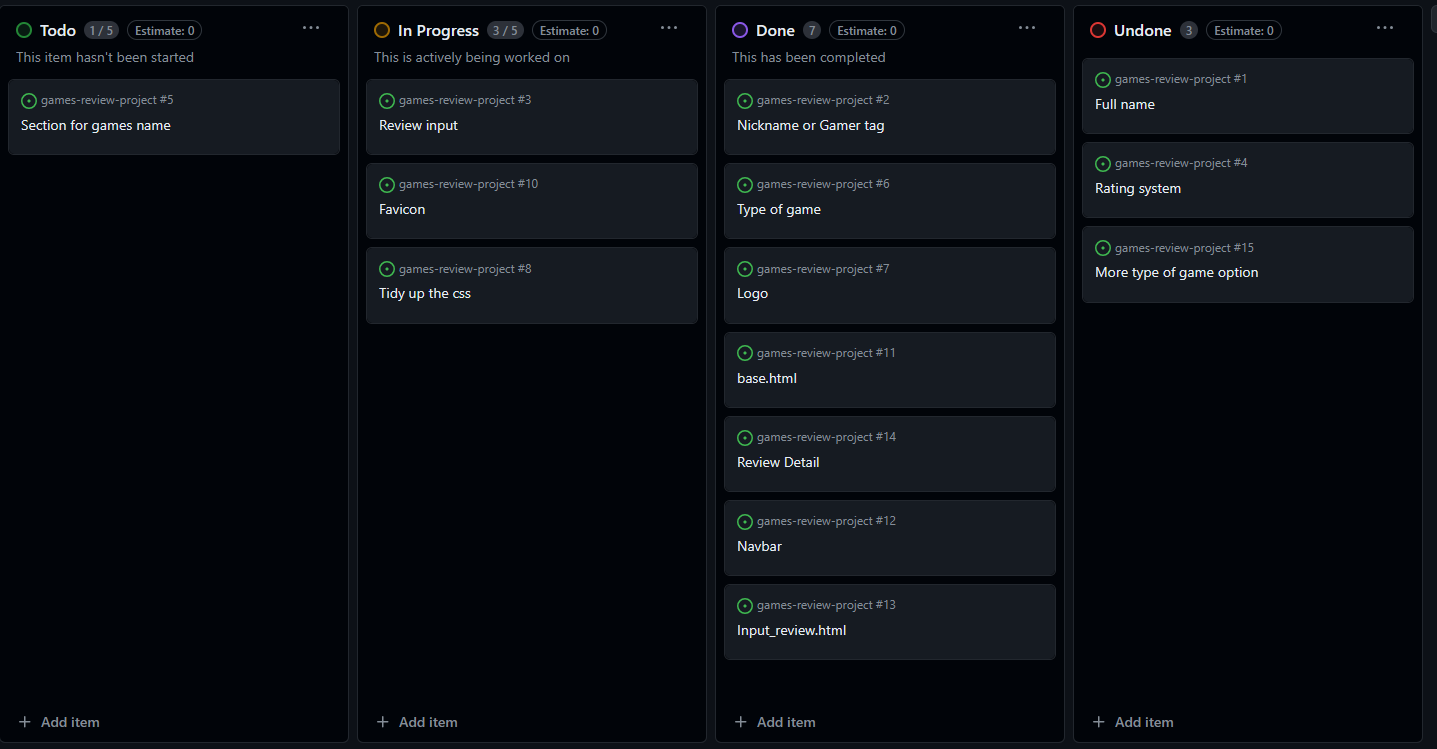 Todo 1 / 5 Estimate: 0
This item hasn't been started
games-review-project #5
Section for games name
+ Add item
In Progress 3 / 5 Estimate: 0
This is actively being worked on
games-review-project #3
Review input
games-review-project #10
Favicon
games-review-project #8
Tidy up the css
+ Add item
Done 7 Estimate: 0
This has been completed
games-review-project #2
Nickname or Gamer tag
games-review-project #6
Type of game
games-review-project #7
Logo
games-review-project #11
base.html
games-review-project #14
Review Detail
games-review-project #12
Navbar
games-review-project #13
Input_review.html
+ Add item
Undone 3 Estimate: 0
games-review-project #1
Full name
games-review-project #4
Rating system
games-review-project #15
More type of game option
+ Add item